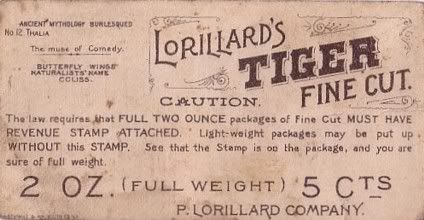 ANCIENT MYTHOLOGY BURLESQUED
No 12. THALIA
The muse of Comedy.
BUTTERFLY WINGS'
NATURALISTS' NAME
COLISS.
LORILLARD'S
TIGER
FINE CUT.
CAUTION.
The law requires that FULL TWO OUNCE packages of Fine Cut MUST HAVE
REVENUE STAMP ATTACHED. Light-weight packages may be put up
WITHOUT this STAMP. See that the Stamp is on the package, and you are
sure of full weight.
2 OZ. (FULL WEIGHT) 5 CTS
P. LORILLARD COMPANY.